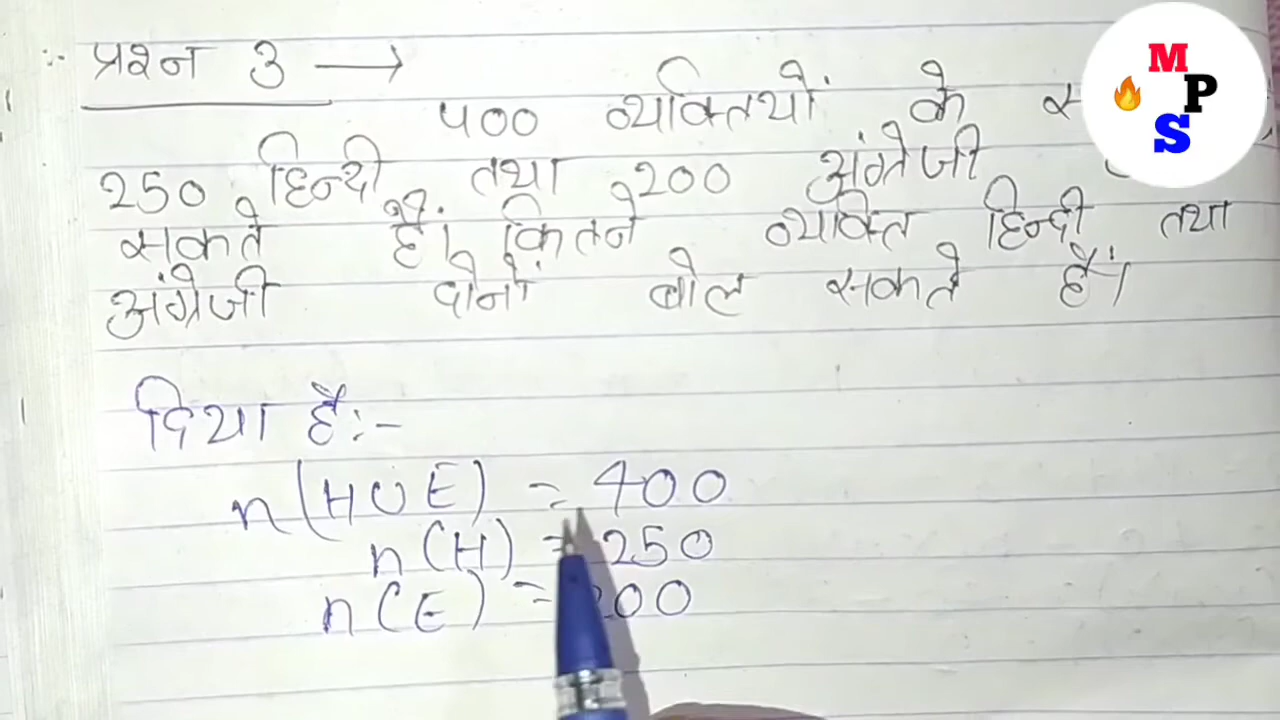 प्रश्न 3 →
400 व्यक्तियों के
250 हिन्दी तथा 200 अंग्रेजी
सकते हैं। कितने व्यक्ति हिन्दी तथा
अंग्रेजी दोनों बोल सकते हैं।
दिया है:-
n(H∪E) = 400
n(H) = 250
n(E) = 200
M
P
S